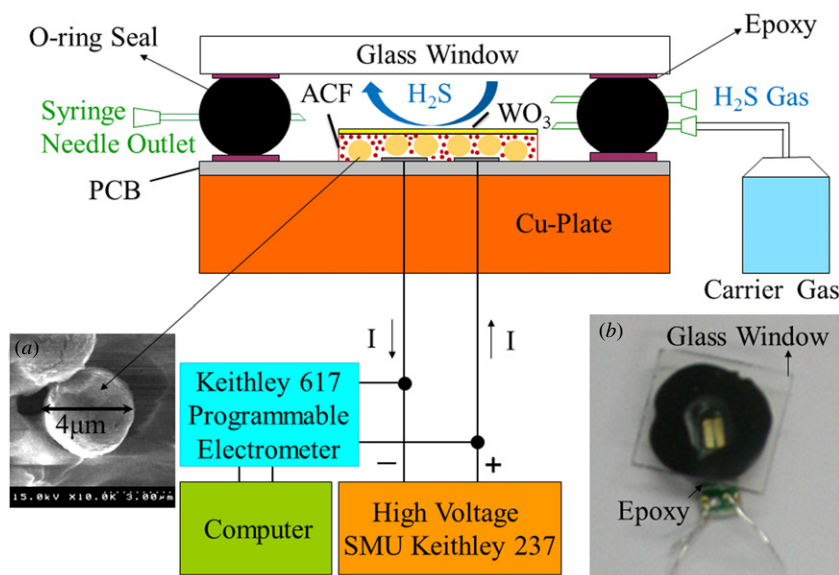 O-ring Seal
Glass Window
Epoxy
ACF
H₂S
WO₃
Syringe
Needle Outlet
H₂S Gas
PCB
Cu-Plate
Carrier Gas
(a)
4μm
15.0kV X10.0K 3.00μm
I
I
Keithley 617
Programmable
Electrometer
− +
Computer
High Voltage
SMU Keithley 237
(b)
Glass Window
Epoxy